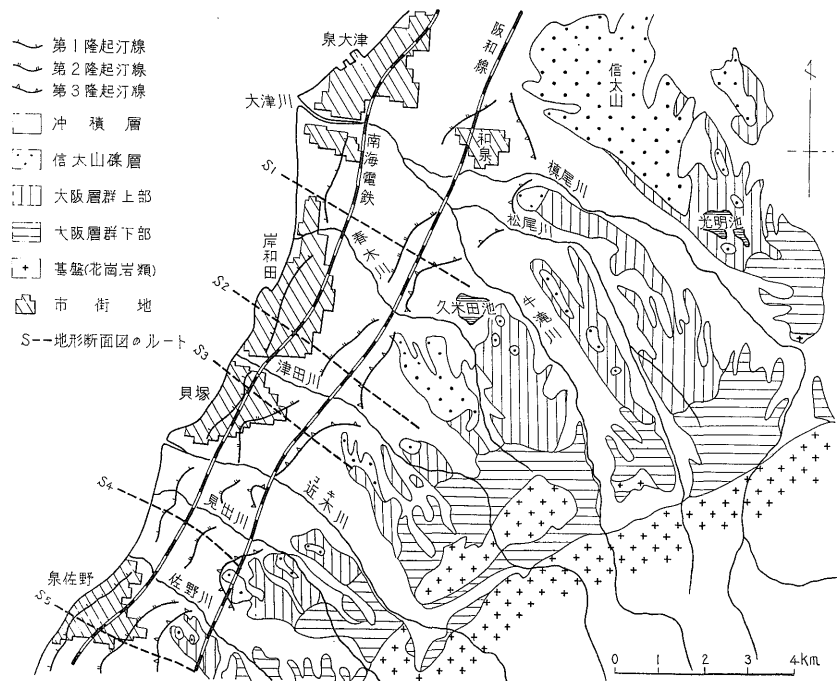 第1隆起汀線
第2隆起汀線
第3隆起汀線
冲積層
信太山礫層
大阪層群上部
大阪層群下部
基盤(花崗岩類)
市街地
S--地形断面図のルート
泉大津
阪和線
信太山
大津川
南海電鉄
和泉
槙尾川
S1
松尾川
光明池
岸和田
春木川
S2
久米田池
牛滝川
S3
津田川
貝塚
S4
見出川
近木川
コギ
泉佐野
佐野川
S5
0 1 2 3 4km